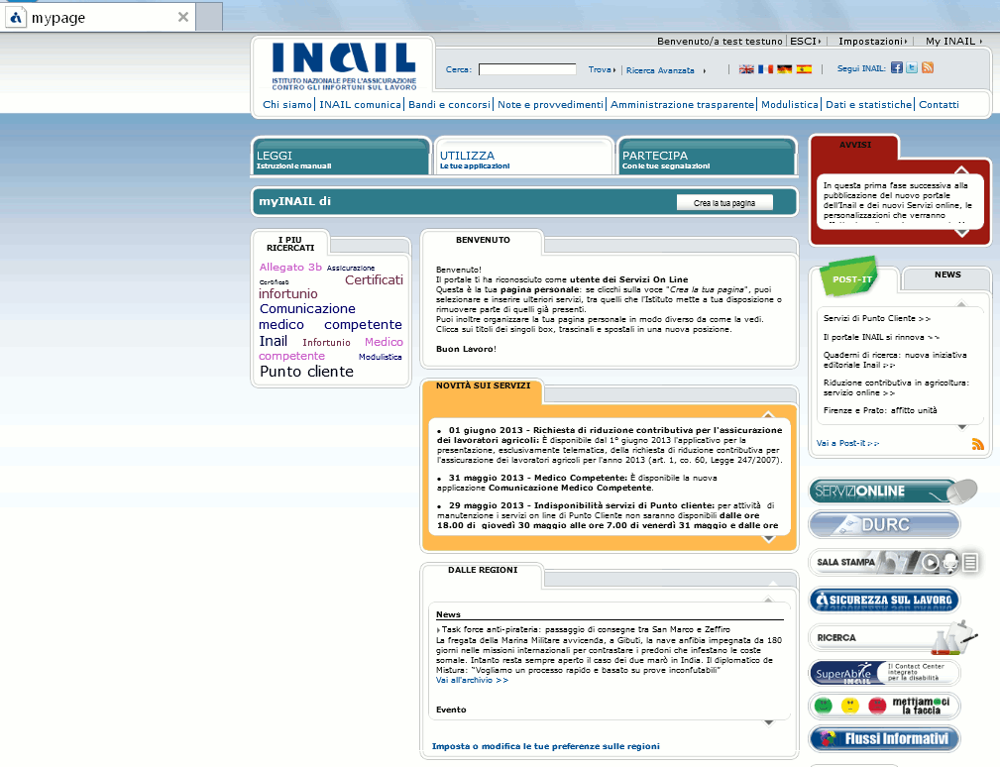 mypage
Benvenuto/a test testuno ESCI Impostazioni My INAIL
INAIL
ISTITUTO NAZIONALE PER L'ASSICURAZIONE
CONTRO GLI INFORTUNI SUL LAVORO
Cerca: Trova Ricerca Avanzata Segui INAIL:
Chi siamo INAIL comunica Bandi e concorsi Note e provvedimenti Amministrazione trasparente Modulistica Dati e statistiche Contatti
LEGGI
Istruzioni e manuali
UTILIZZA
Le tue applicazioni
PARTECIPA
Con le tue segnalazioni
myINAIL di
Crea la tua pagina
I PIU
RICERCATI
Allegato 3b Assicurazione
Certificati Certificati
infortunio
Comunicazione
medico competente
Inail Infortunio Medico
competente Modulistica
Punto cliente
BENVENUTO
Benvenuto!
Il portale ti ha riconosciuto come utente dei Servizi On Line
Questa è la tua pagina personale: se clicchi sulla voce "Crea la tua pagina", puoi
selezionare e inserire ulteriori servizi, tra quelli che l'Istituto mette a tua disposizione o
rimuovere parte di quelli già presenti.
Puoi inoltre organizzare la tua pagina personale in modo diverso da come la vedi.
Clicca sui titoli dei singoli box, trascinali e spostali in una nuova posizione.
Buon Lavoro!
NOVITÀ SUI SERVIZI
• 01 giugno 2013 - Richiesta di riduzione contributiva per l'assicurazione
dei lavoratori agricoli: È disponibile dal 1° giugno 2013 l'applicativo per la
presentazione, esclusivamente telematica, della richiesta di riduzione contributiva per
l'assicurazione dei lavoratori agricoli per l'anno 2013 (art. 1, co. 60, Legge 247/2007).
• 31 maggio 2013 - Medico Competente: È disponibile la nuova
applicazione Comunicazione Medico Competente.
• 29 maggio 2013 - Indisponibilità servizi di Punto cliente: per attività di
manutenzione i servizi on line di Punto Cliente non saranno disponibili dalle ore
18.00 di giovedì 30 maggio alle ore 7.00 di venerdì 31 maggio e dalle ore
DALLE REGIONI
News
Task force anti-pirateria: passaggio di consegne tra San Marco e Zeffiro
La fregata della Marina Militare avvicenda, a Gibuti, la nave anfibia impegnata da 180
giorni nelle missioni internazionali per contrastare i predoni che infestano le coste
somale. Intanto resta sempre aperto il caso dei due marò in India. Il diplomatico de
Mistura: "Vogliamo un processo rapido e basato su prove inconfutabili"
Vai all'archivio >>
Evento
Imposta o modifica le tue preferenze sulle regioni
AVVISI
In questa prima fase successiva alla
pubblicazione del nuovo portale
dell'Inail e dei nuovi Servizi online, le
personalizzazioni che verranno
POST-IT
NEWS
Servizi di Punto Cliente >>
Il portale INAIL si rinnova >>
Quaderni di ricerca: nuova iniziativa
editoriale Inail >>
Riduzione contributiva in agricoltura:
servizio online >>
Firenze e Prato: affitto unità
Vai a Post-it >>
SERVIZIONLINE
DURC
SALA STAMPA
SICUREZZA SUL LAVORO
RICERCA
SuperAbile
INAIL
Il Contact Center
integrato
per la disabilità
mettiamoci
la faccia
Flussi Informativi